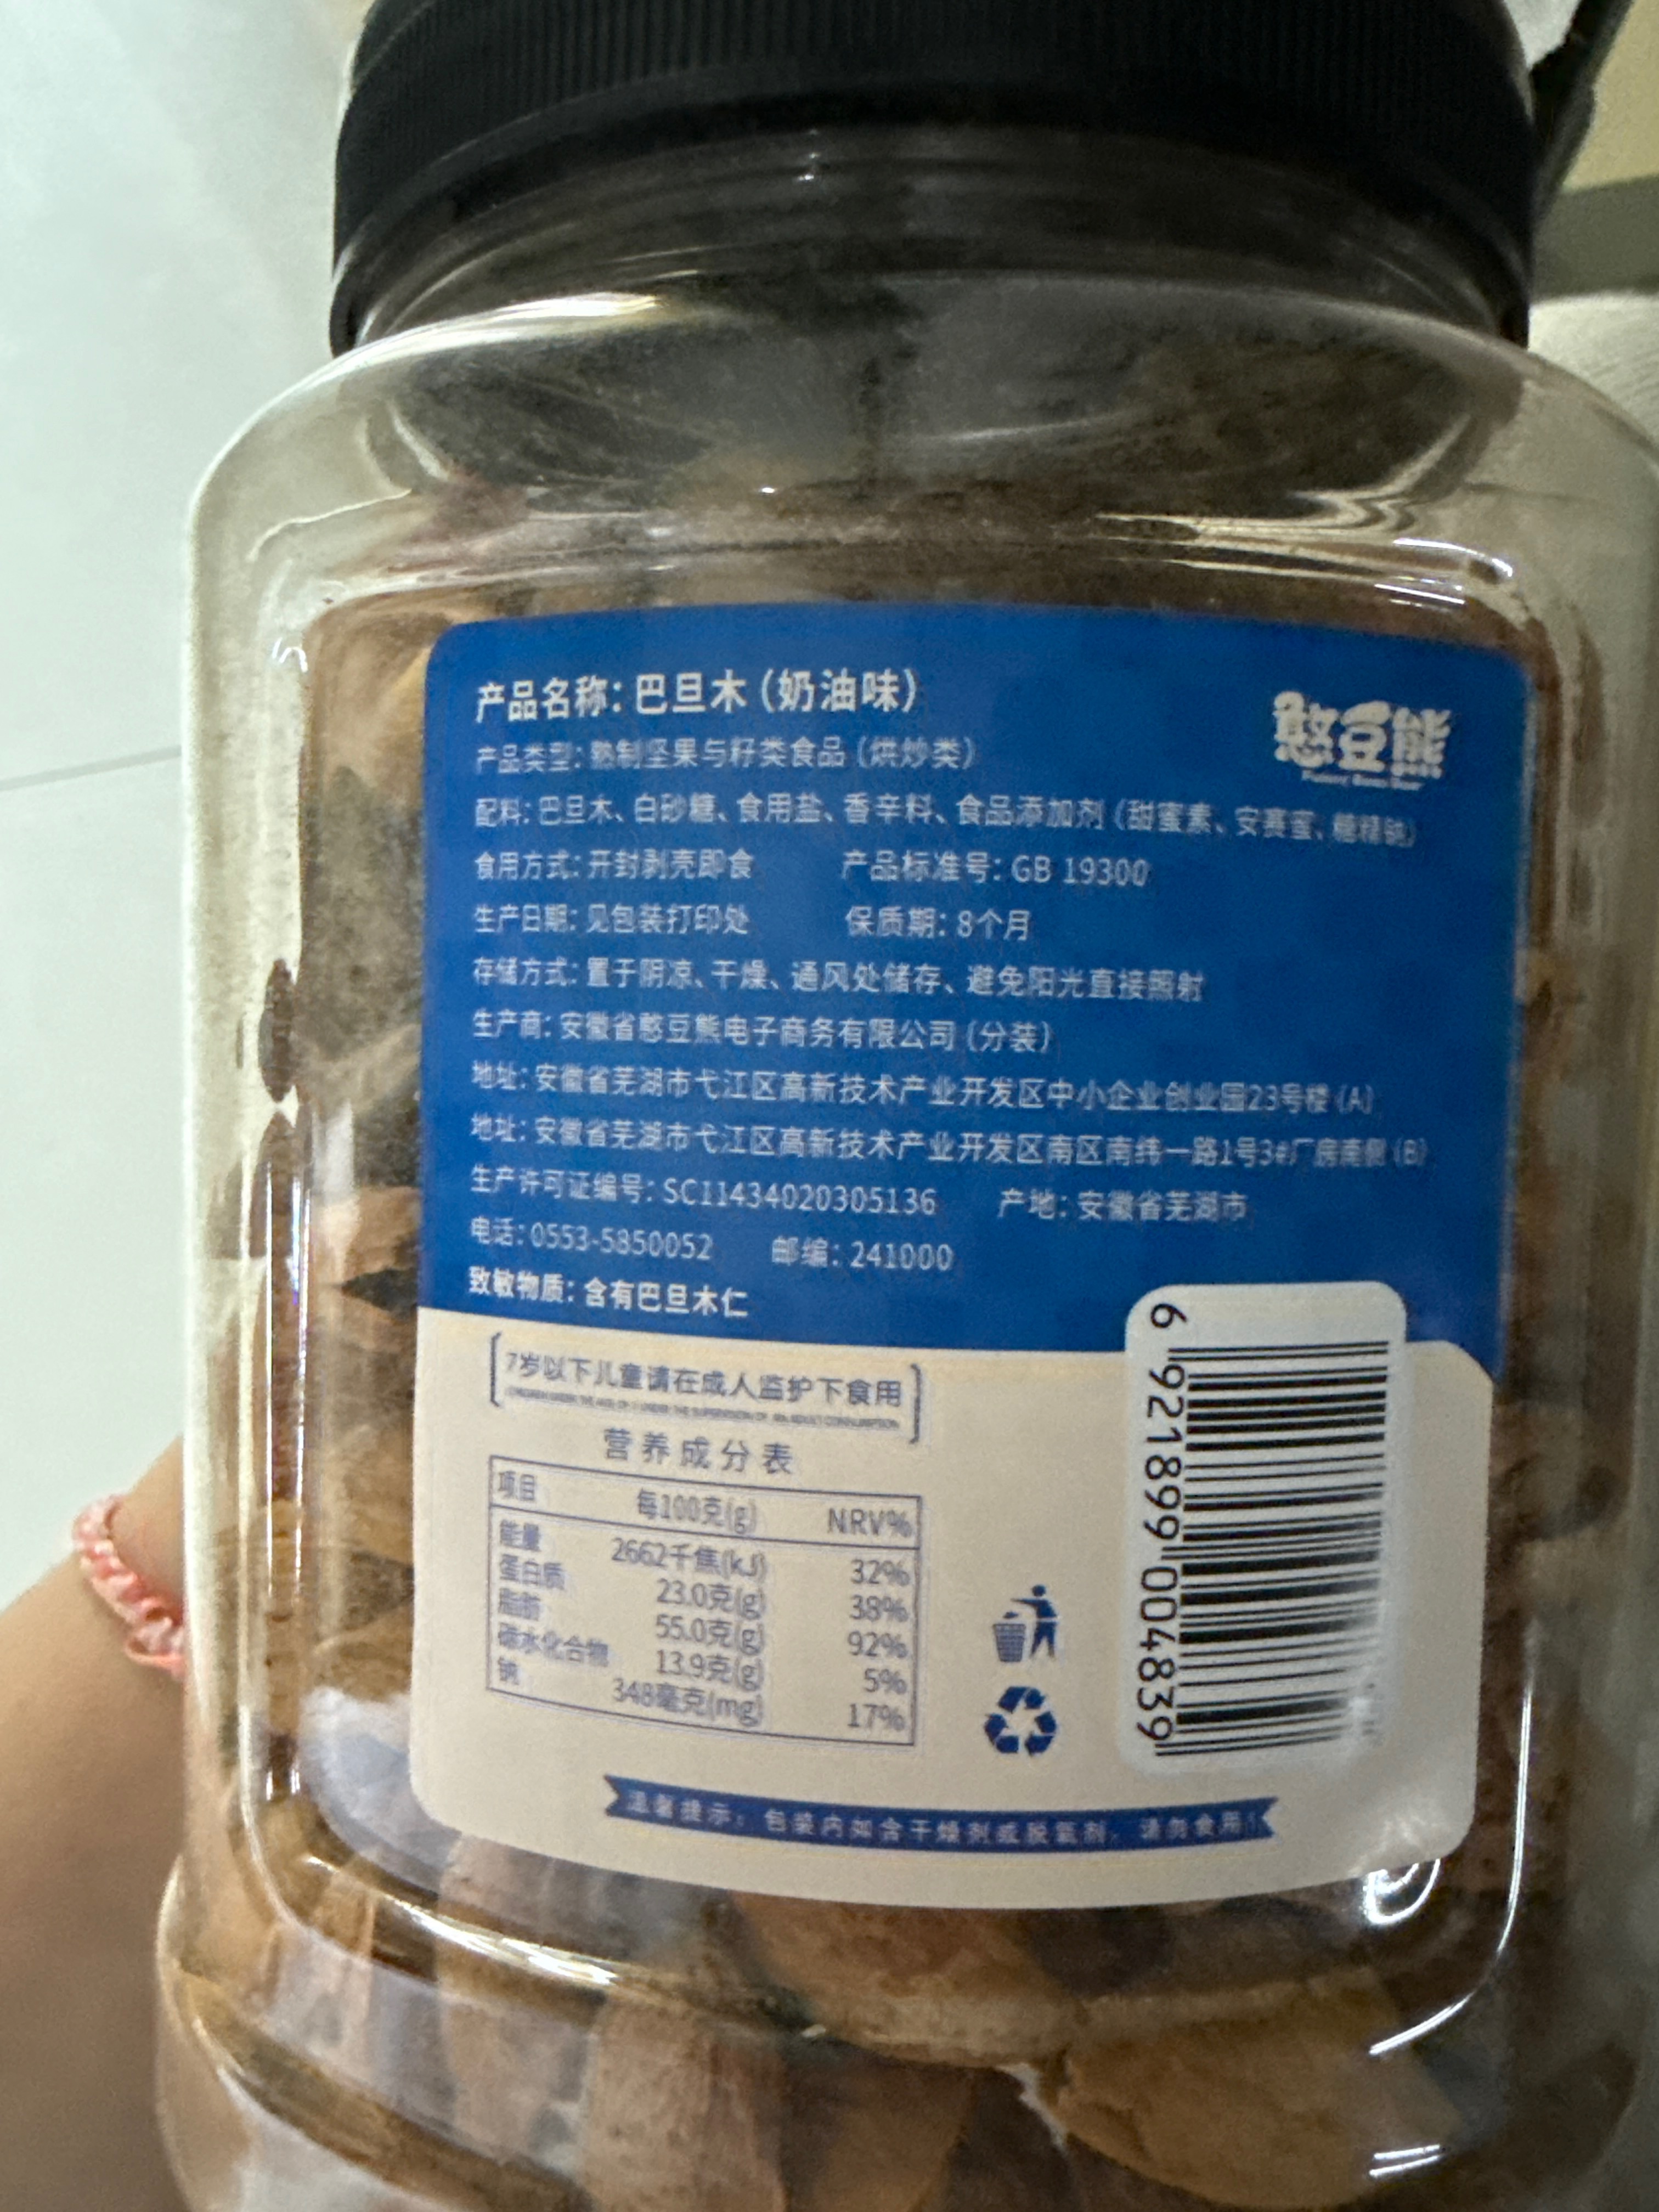 产品名称：巴旦木（奶油味）
憨豆熊
产品类型：熟制坚果与籽类食品（烘炒类）
配料：巴旦木、白砂糖、食用盐、香辛料、食品添加剂（甜蜜素、安赛蜜、糖精钠）
食用方式：开封剥壳即食 产品标准号：GB 19300
生产日期：见包装打印处 保质期：8个月
存储方式：置于阴凉、干燥、通风处储存、避免阳光直接照射
生产商：安徽省憨豆熊电子商务有限公司（分装）
地址：安徽省芜湖市弋江区高新技术产业开发区中小企业创业园23号楼（A）
地址：安徽省芜湖市弋江区高新技术产业开发区南区南纬一路1号3#厂房南侧（B）
生产许可证编号：SC11434020305136 产地：安徽省芜湖市
电话：0553-5850052 邮编：241000
致敏物质：含有巴旦木仁
7岁以下儿童请在成人监护下食用
CHILDREN UNDER THE AGE OF 7 UNDER THE SUPERVISION OF AN ADULT CONSUMPTION
营养成分表
项目 每100克(g) NRV%
能量 2662千焦(kJ) 32%
蛋白质 23.0克(g) 38%
脂肪 55.0克(g) 92%
碳水化合物 13.9克(g) 5%
钠 348毫克(mg) 17%
6 921899 004839
温馨提示：包装内如含干燥剂或脱氧剂，请勿食用！